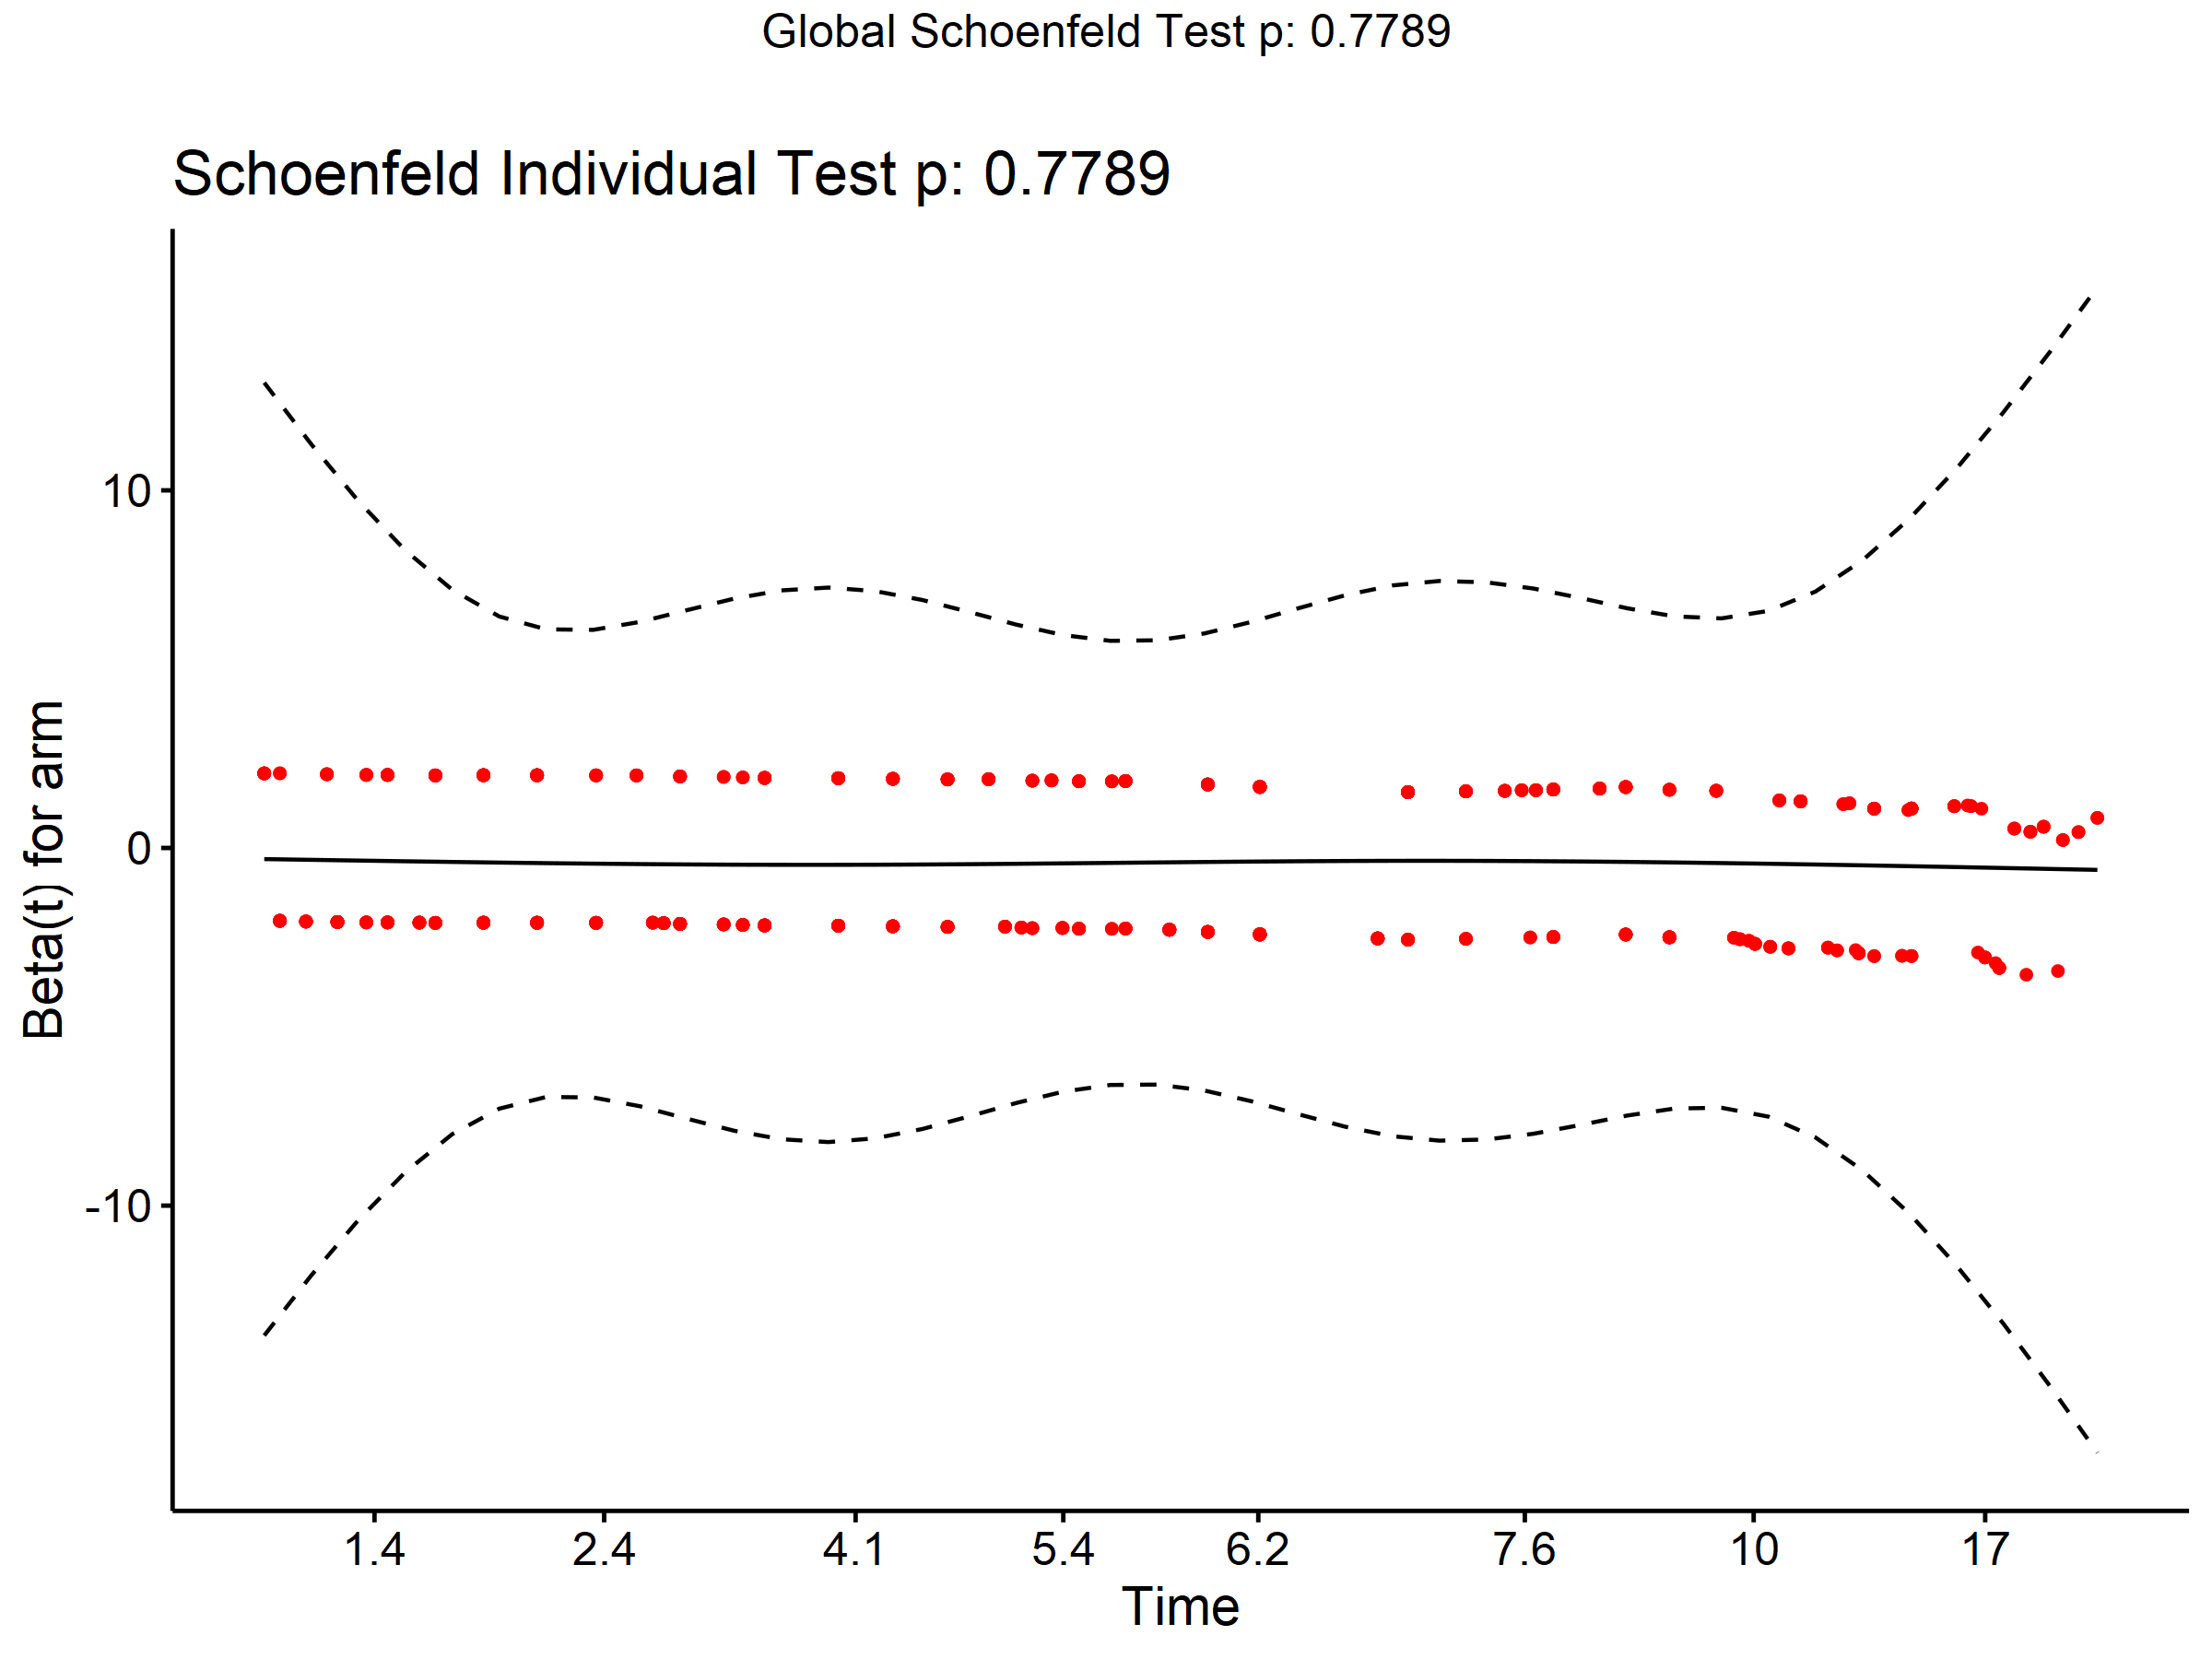 Global Schoenfeld Test p: 0.7789
Schoenfeld Individual Test p: 0.7789
10
0
-10
Beta(t) for arm
1.4 2.4 4.1 5.4 6.2 7.6 10 17
Time